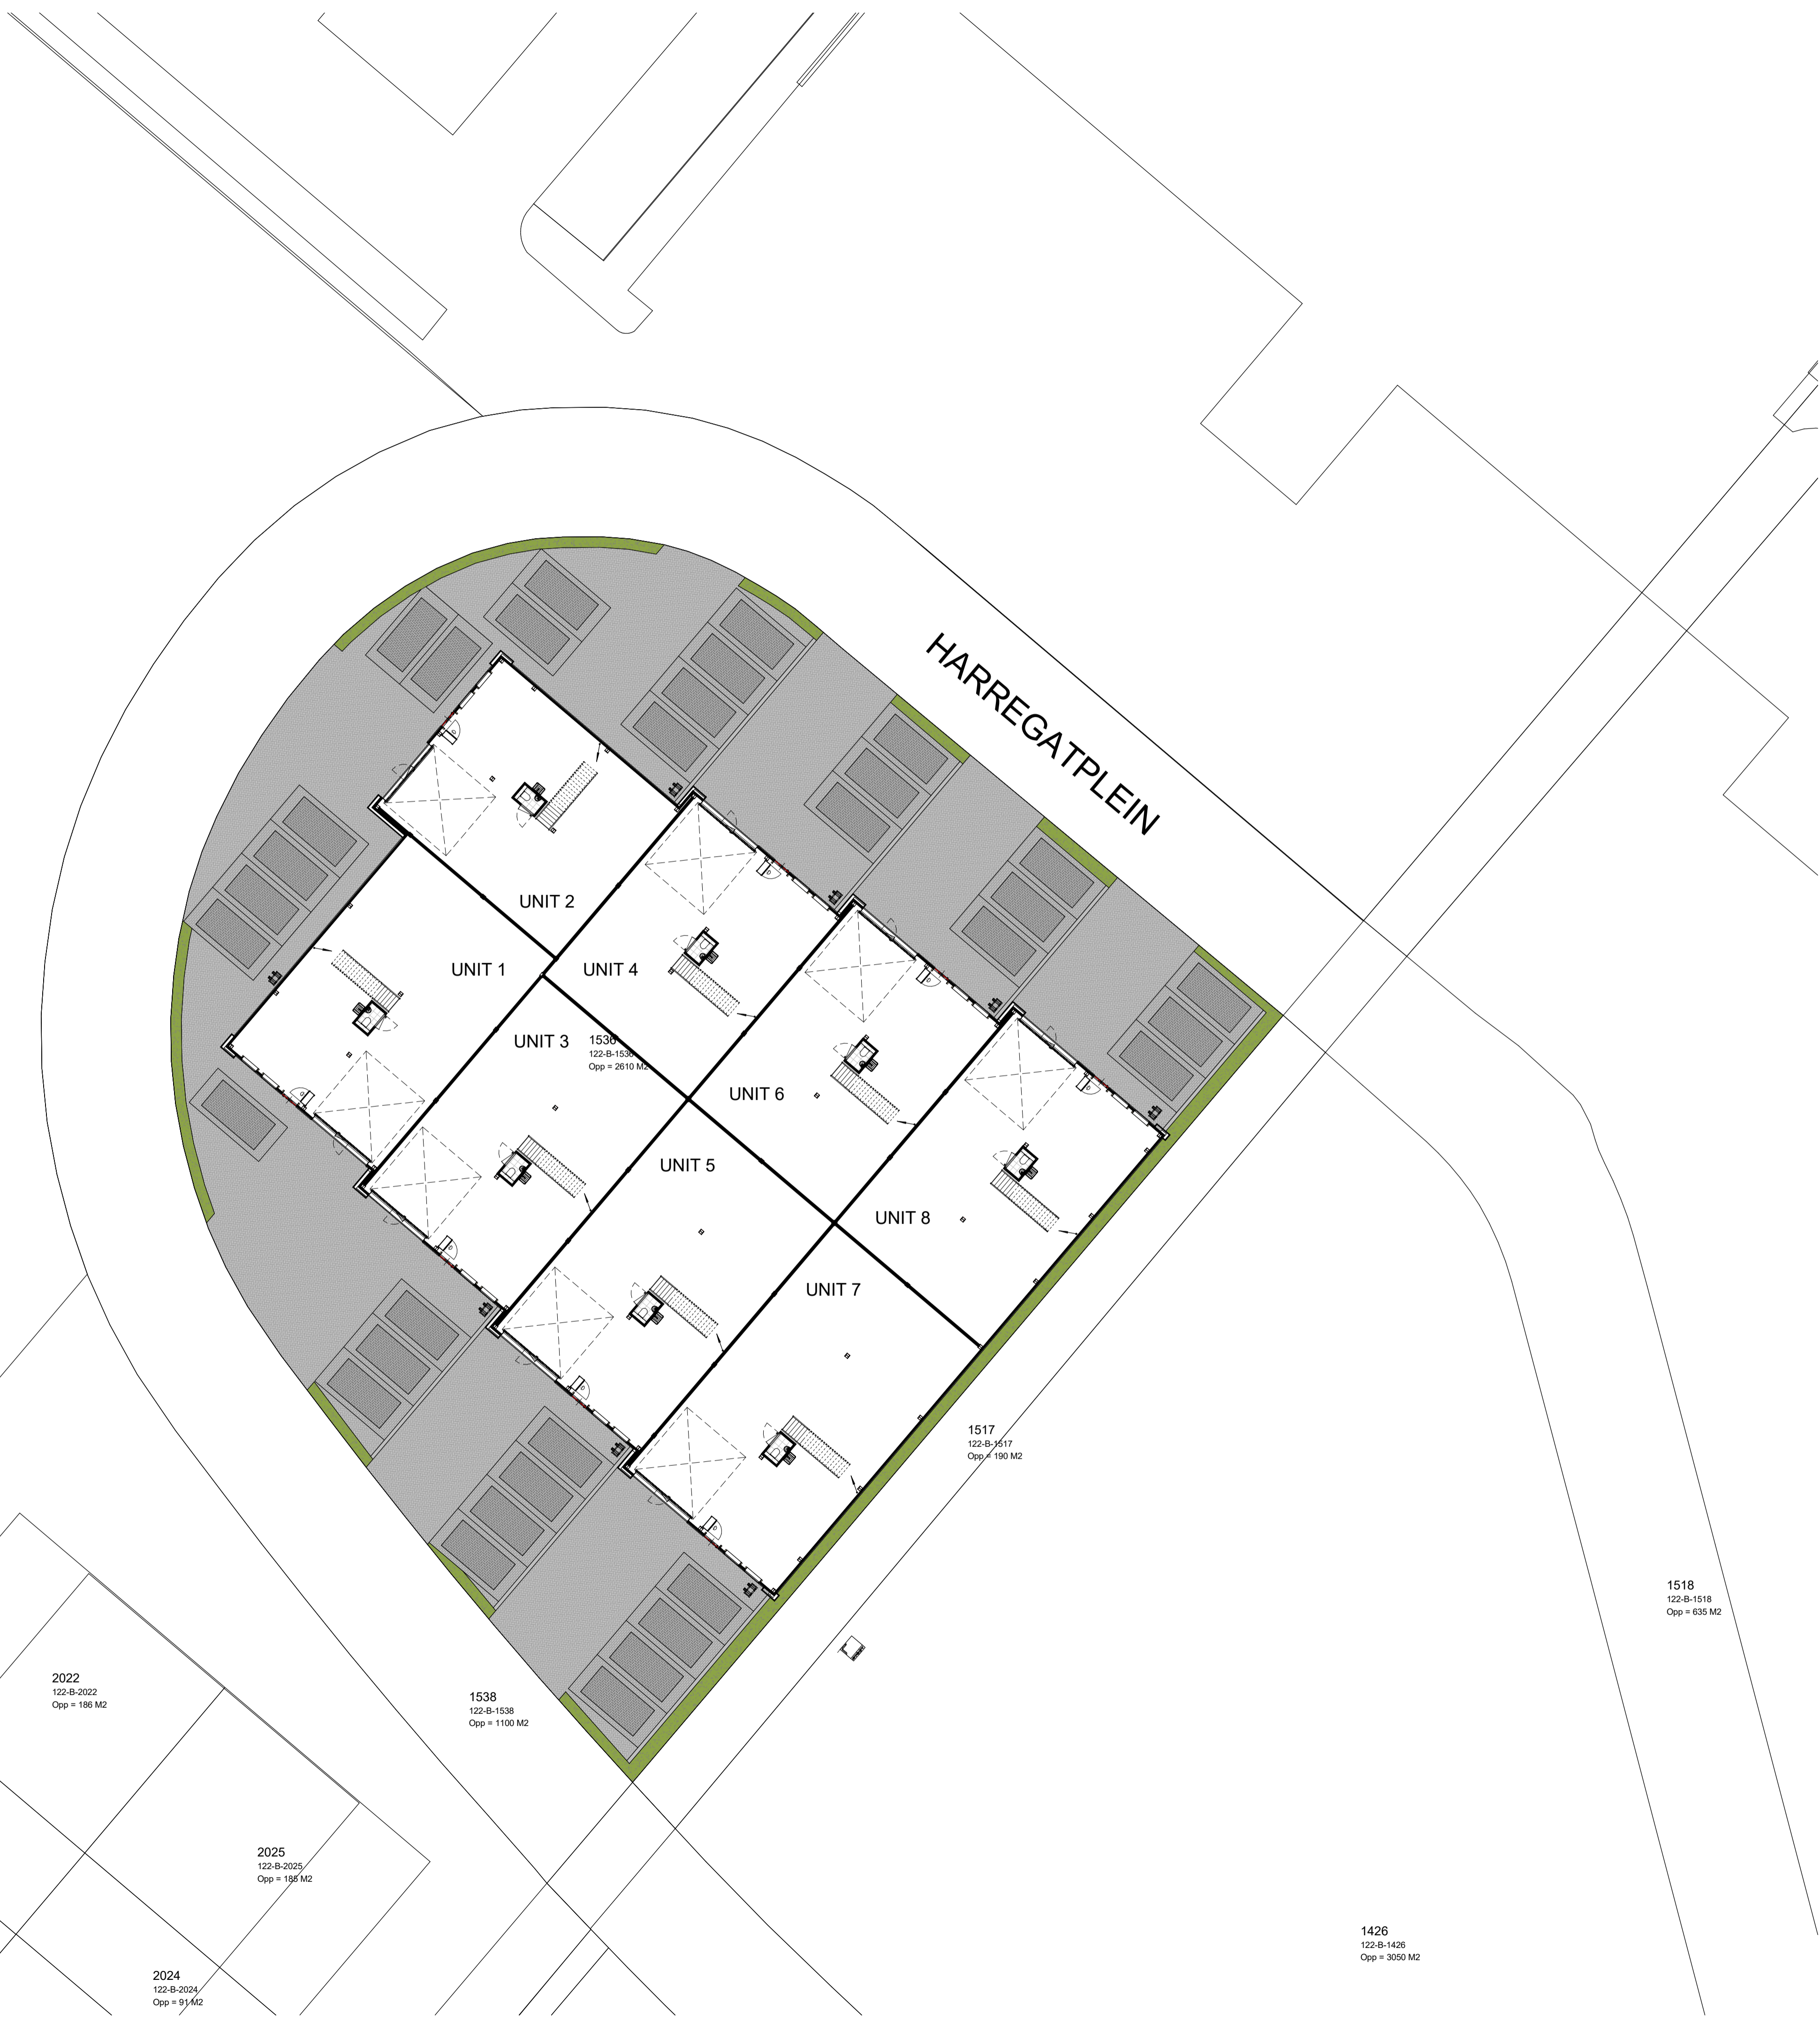 HARREGATPLEIN
UNIT 2
UNIT 1
UNIT 4
UNIT 3
1536
122-B-1536
Opp = 2610 M2
UNIT 6
UNIT 5
UNIT 8
UNIT 7
1517
122-B-1517
Opp = 190 M2
1518
122-B-1518
Opp = 635 M2
2022
122-B-2022
Opp = 186 M2
1538
122-B-1538
Opp = 1100 M2
2025
122-B-2025
Opp = 185 M2
1426
122-B-1426
Opp = 3050 M2
2024
122-B-2024
Opp = 91 M2